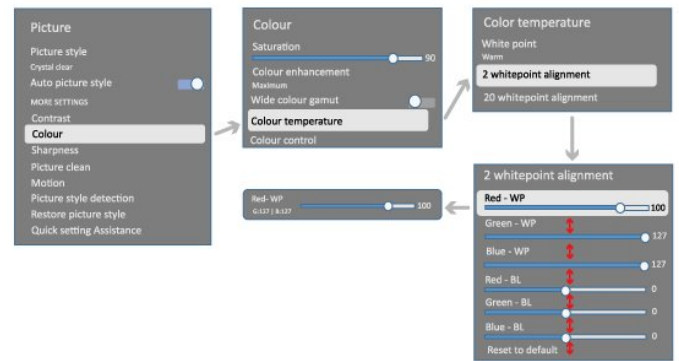 Picture
Picture style
Crystal clear
Auto picture style
MORE SETTINGS
Contrast
Colour
Sharpness
Picture clean
Motion
Picture style detection
Restore picture style
Quick setting Assistance
Colour
Saturation
90
Colour enhancement
Maximum
Wide colour gamut
Colour temperature
Colour control
Color temperature
White point
Warm
2 whitepoint alignment
20 whitepoint alignment
2 whitepoint alignment
Red - WP
100
Green - WP
127
Blue - WP
127
Red - BL
0
Green - BL
0
Blue - BL
0
Reset to default
Red- WP
100
G:127 | B:127